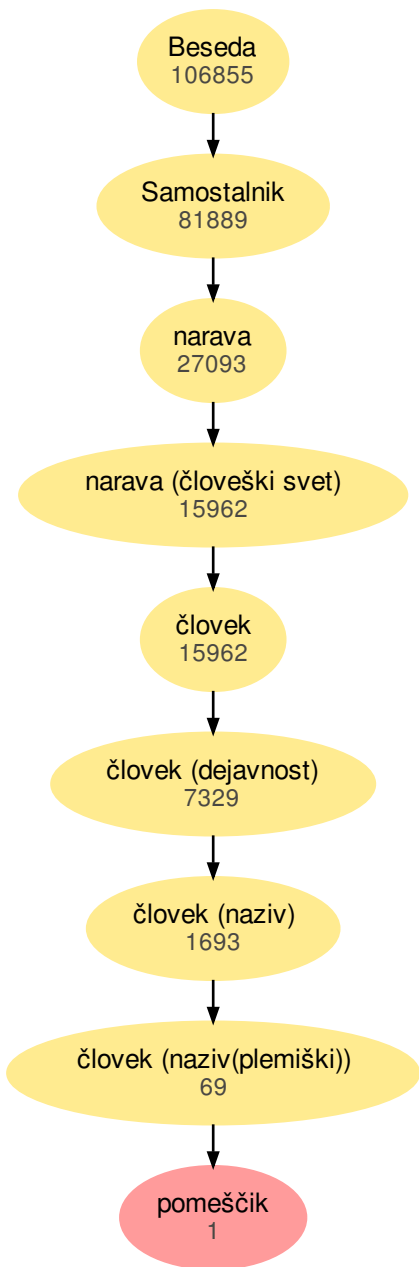 Beseda
106855
Samostalnik
81889
narava
27093
narava (človeški svet)
15962
človek
15962
človek (dejavnost)
7329
človek (naziv)
1693
človek (naziv(plemiški))
69
pomeščik
1